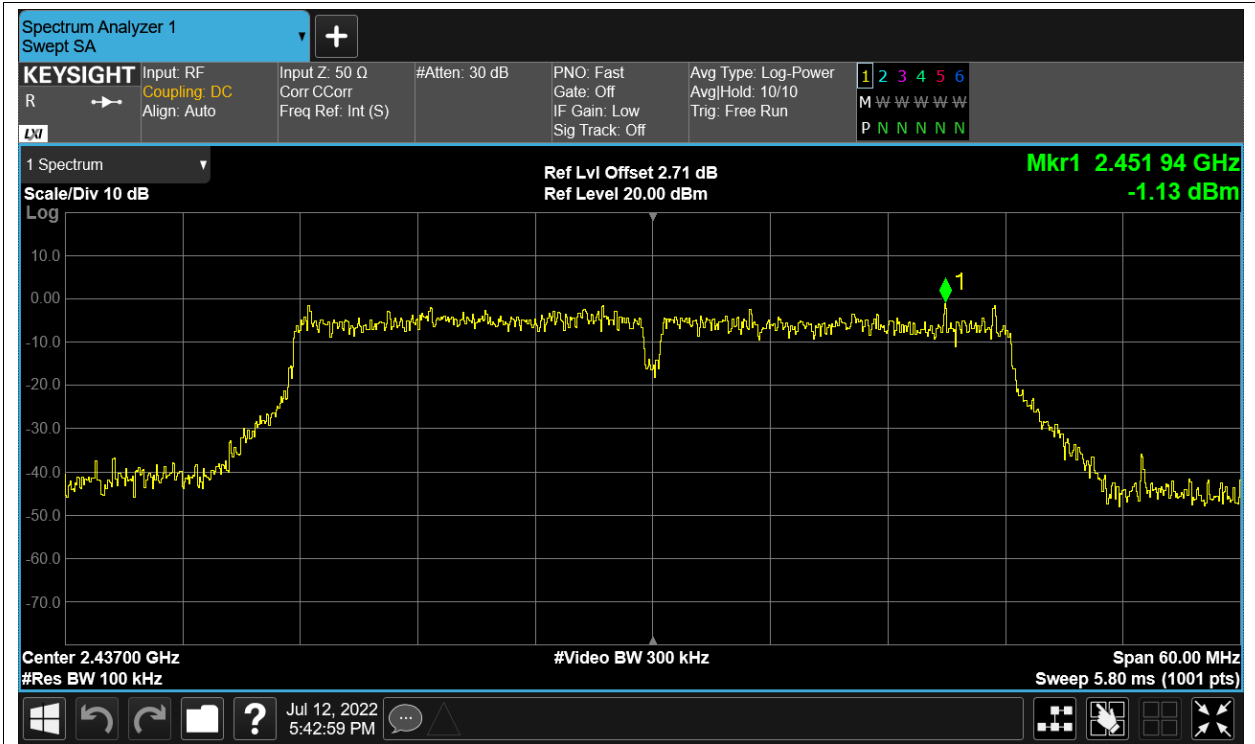 Spectrum Analyzer 1
Swept SA
KEYSIGHT
R
LXI
Input: RF
Coupling: DC
Align: Auto
Input Z: 50 Ω
Corr CCorr
Freq Ref: Int (S)
#Atten: 30 dB
PNO: Fast
Gate: Off
IF Gain: Low
Sig Track: Off
Avg Type: Log-Power
Avg|Hold: 10/10
Trig: Free Run
1 2 3 4 5 6
M W W W W W
P N N N N N
1 Spectrum
Scale/Div 10 dB
Log
Ref Lvl Offset 2.71 dB
Ref Level 20.00 dBm
Mkr1 2.451 94 GHz
-1.13 dBm
10.0
0.00
-10.0
-20.0
-30.0
-40.0
-50.0
-60.0
-70.0
1
Center 2.43700 GHz
#Res BW 100 kHz
#Video BW 300 kHz
Span 60.00 MHz
Sweep 5.80 ms (1001 pts)
?
Jul 12, 2022
5:42:59 PM